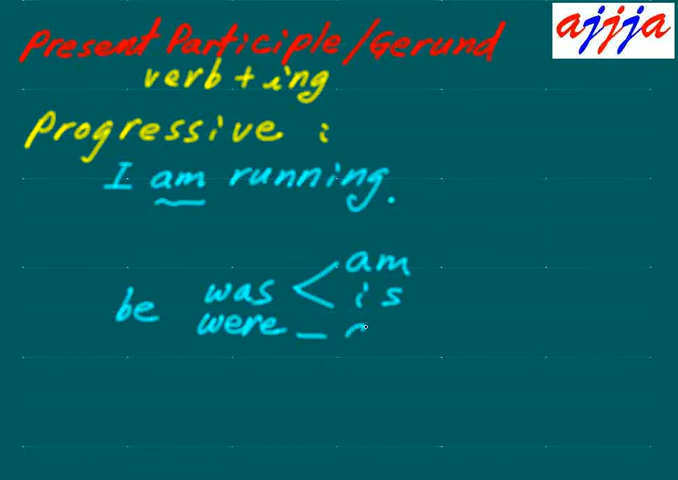 ajjja
Present Participle/Gerund
verb + ing
Progressive :
I am running.
am
be was < is
were –